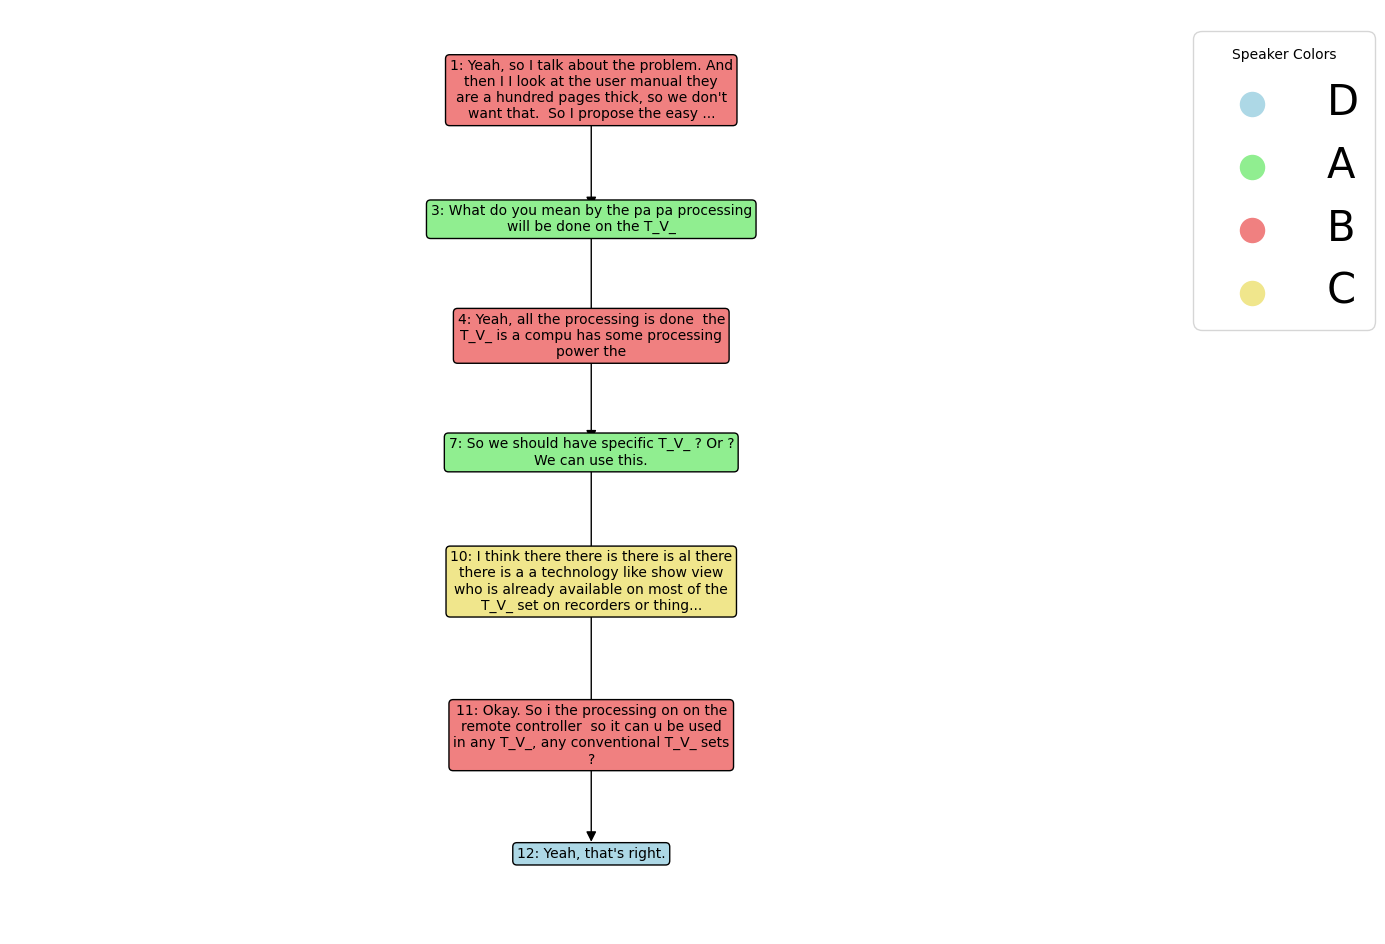 1: Yeah, so I talk about the problem. And
then I I look at the user manual they
are a hundred pages thick, so we don't
want that.  So I propose the easy ...
3: What do you mean by the pa pa processing
will be done on the T_V_
4: Yeah, all the processing is done  the
T_V_ is a compu has some processing
power the
7: So we should have specific T_V_ ? Or ?
We can use this.
10: I think there there is there is al there
there is a a technology like show view
who is already available on most of the
T_V_ set on recorders or thing...
11: Okay. So i the processing on on the
remote controller  so it can u be used
in any T_V_, any conventional T_V_ sets
?
12: Yeah, that's right.
Speaker Colors
D
A
B
C